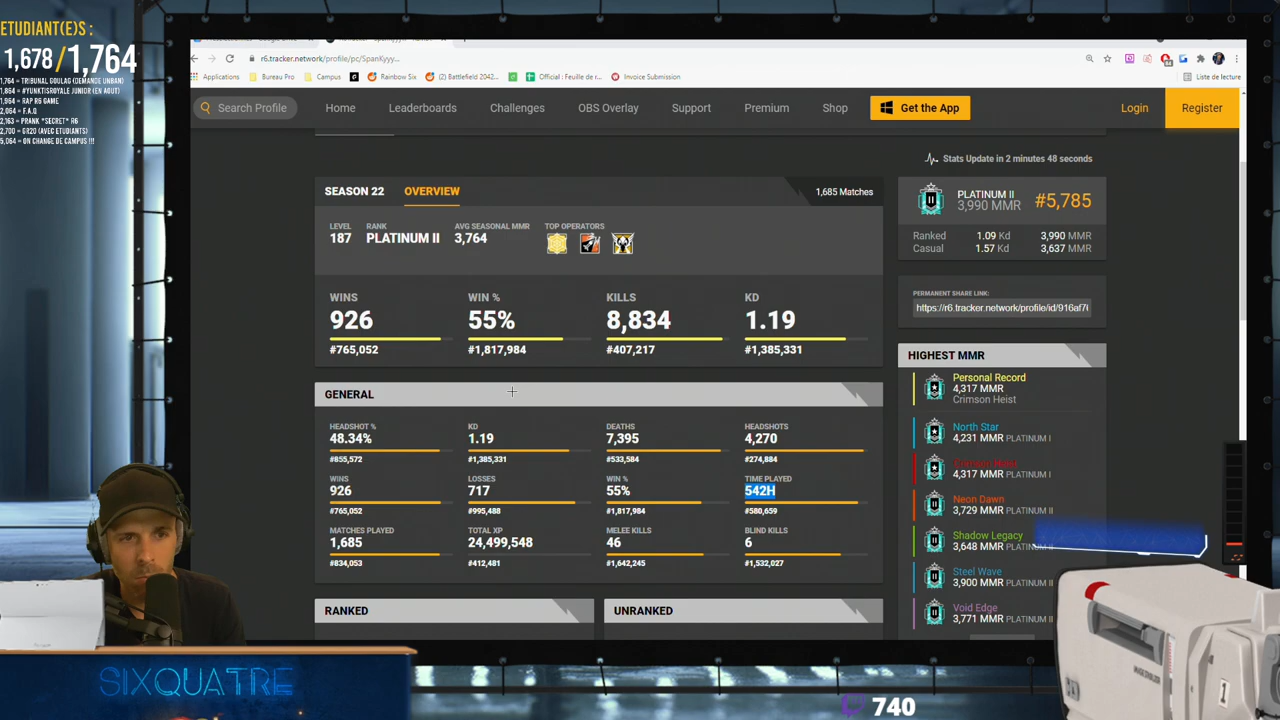 ETUDIANT(E)S :
1,678 / 1,764
1,764 = TRIBUNAL GOULAG (DEMANDE UNBAN)
1,864 = #YUNKTISROYALE JUNIOR (EN AOUT)
1,964 = RAP R6 GAME
2,064 = F.A.Q
2,163 = PRANK *SECRET* R6
2,700 = GR23 (AVEC ETUDIANTS)
5,064 = ON CHANGE DE CAMPUS !!!
r6.tracker.network/profile/pc/SpanKyyy...
Applications Bureau Pro Campus Rainbow Six (2) Battlefield 2042... Official : Feuille de r... Invoice Submission Liste de lecture
Search Profile Home Leaderboards Challenges OBS Overlay Support Premium Shop Get the App Login Register
Stats Update in 2 minutes 48 seconds
SEASON 22 OVERVIEW 1,685 Matches
LEVEL RANK AVG SEASONAL MMR TOP OPERATORS
187 PLATINUM II 3,764
WINS WIN % KILLS KD
926 55% 8,834 1.19
#765,052 #1,817,984 #407,217 #1,385,331
GENERAL
HEADSHOT % KD DEATHS HEADSHOTS
48.34% 1.19 7,395 4,270
#855,572 #1,385,331 #533,584 #274,884
WINS LOSSES WIN % TIME PLAYED
926 717 55% 542H
#765,052 #995,488 #1,817,984 #580,659
MATCHES PLAYED TOTAL XP MELEE KILLS BLIND KILLS
1,685 24,499,548 46 6
#834,053 #412,481 #1,642,245 #1,532,027
RANKED UNRANKED
PLATINUM II
3,990 MMR #5,785
Ranked 1.09 Kd 3,990 MMR
Casual 1.57 Kd 3,637 MMR
PERMANENT SHARE LINK:
https://r6.tracker.network/profile/id/916af7
HIGHEST MMR
Personal Record
4,317 MMR
Crimson Heist
North Star
4,231 MMR PLATINUM I
Crimson Heist
4,317 MMR PLATINUM I
Neon Dawn
3,729 MMR PLATINUM II
Shadow Legacy
3,648 MMR PLATINUM II
Steel Wave
3,900 MMR PLATINUM II
Void Edge
3,771 MMR PLATINUM II
SIXQUATRE
740
1